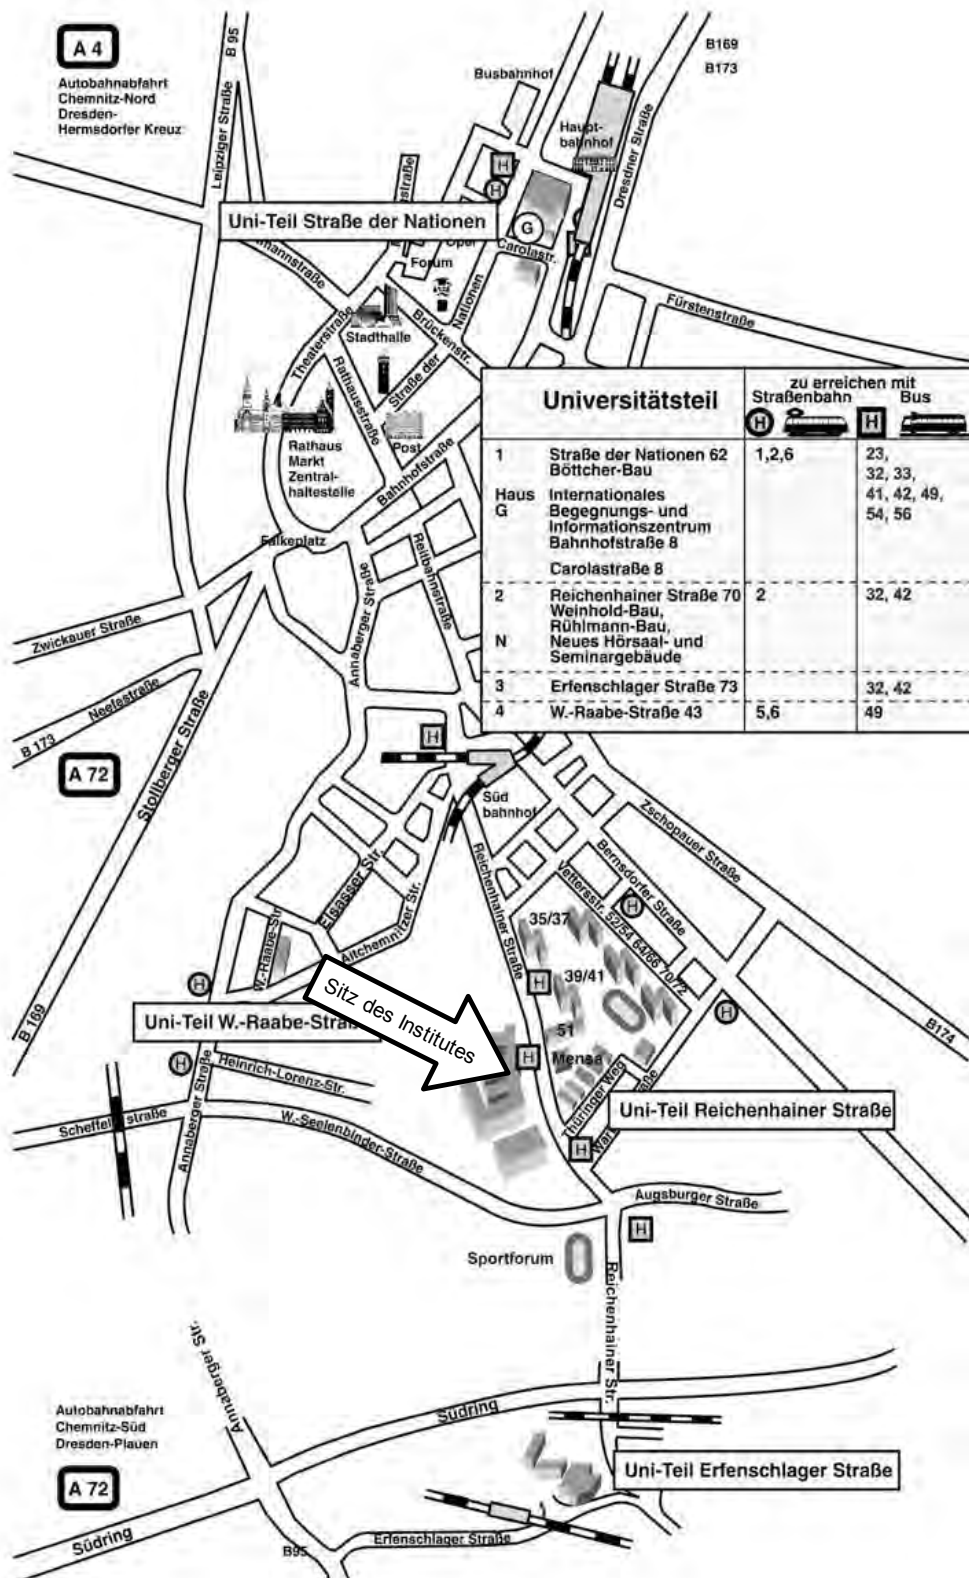 A 4
Autobahnabfahrt
Chemnitz-Nord
Dresden-
Hermsdorfer Kreuz
B 95
Leipziger Straße
Busbahnhof
B169
B173
Haupt-
bahnhof
Dresdner Straße
H
H
Uni-Teil Straße der Nationen
G
Carolastr.
Forum
Nationen
Fürstenstraße
Brückenstr.
Theaterstraße
Stadthalle
Rathausstraße
Straße der
Rathaus
Markt
Zentral-
haltestelle
Post
Bahnhofstraße
Falkeplatz
Reitbahnstraße
Annaberger Straße
Universitätsteil
zu erreichen mit
Straßenbahn Bus
H H
1 Straße der Nationen 62 1,2,6 23,
Böttcher-Bau 32, 33,
Haus Internationales 41, 42, 49,
G Begegnungs- und 54, 56
Informationszentrum
Bahnhofstraße 8
Carolastraße 8
2 Reichenhainer Straße 70 2 32, 42
Weinhold-Bau,
Rühlmann-Bau,
N Neues Hörsaal- und
Seminargebäude
3 Erfenschlager Straße 73 32, 42
4 W.-Raabe-Straße 43 5,6 49
Zwickauer Straße
Neefestraße
B 173
A 72
Stollberger Straße
B 169
H
Süd
bahnhof
Zschopauer Straße
Bernsdorfer Straße
Vettersstr. 52/54 64/66 70/72
H
Reichenhainer Straße
35/37
39/41
H
51
Elsasser Str.
Altchemnitzer Str.
W.-Raabe-Str.
H
Sitz des Institutes
Uni-Teil W.-Raabe-Straß
H
H
Mensa
H
B174
Heinrich-Lorenz-Str.
Thüringer Weg
Uni-Teil Reichenhainer Straße
Scheffel straße
Annaberger Straße
W.-Seelenbinder-Straße
H
Augsburger Straße
H
Sportforum
Reichenhainer Str.
Annaberger Str.
Autobahnabfahrt
Chemnitz-Süd
Dresden-Plauen
A 72
Südring
Uni-Teil Erfenschlager Straße
Südring
B95
Erfenschlager Straße